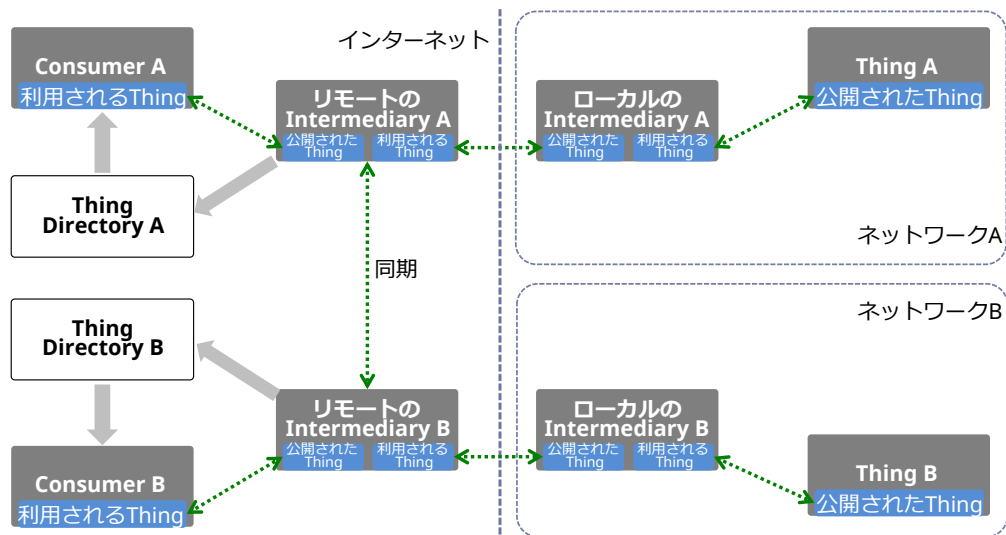 インターネット
Consumer A
利用されるThing
リモートの
Intermediary A
公開された
Thing
利用される
Thing
ローカルの
Intermediary A
公開された
Thing
利用される
Thing
Thing A
公開されたThing
Thing
Directory A
ネットワークA
同期
Thing
Directory B
ネットワークB
リモートの
Intermediary B
公開された
Thing
利用される
Thing
ローカルの
Intermediary B
公開された
Thing
利用される
Thing
Consumer B
利用されるThing
Thing B
公開されたThing